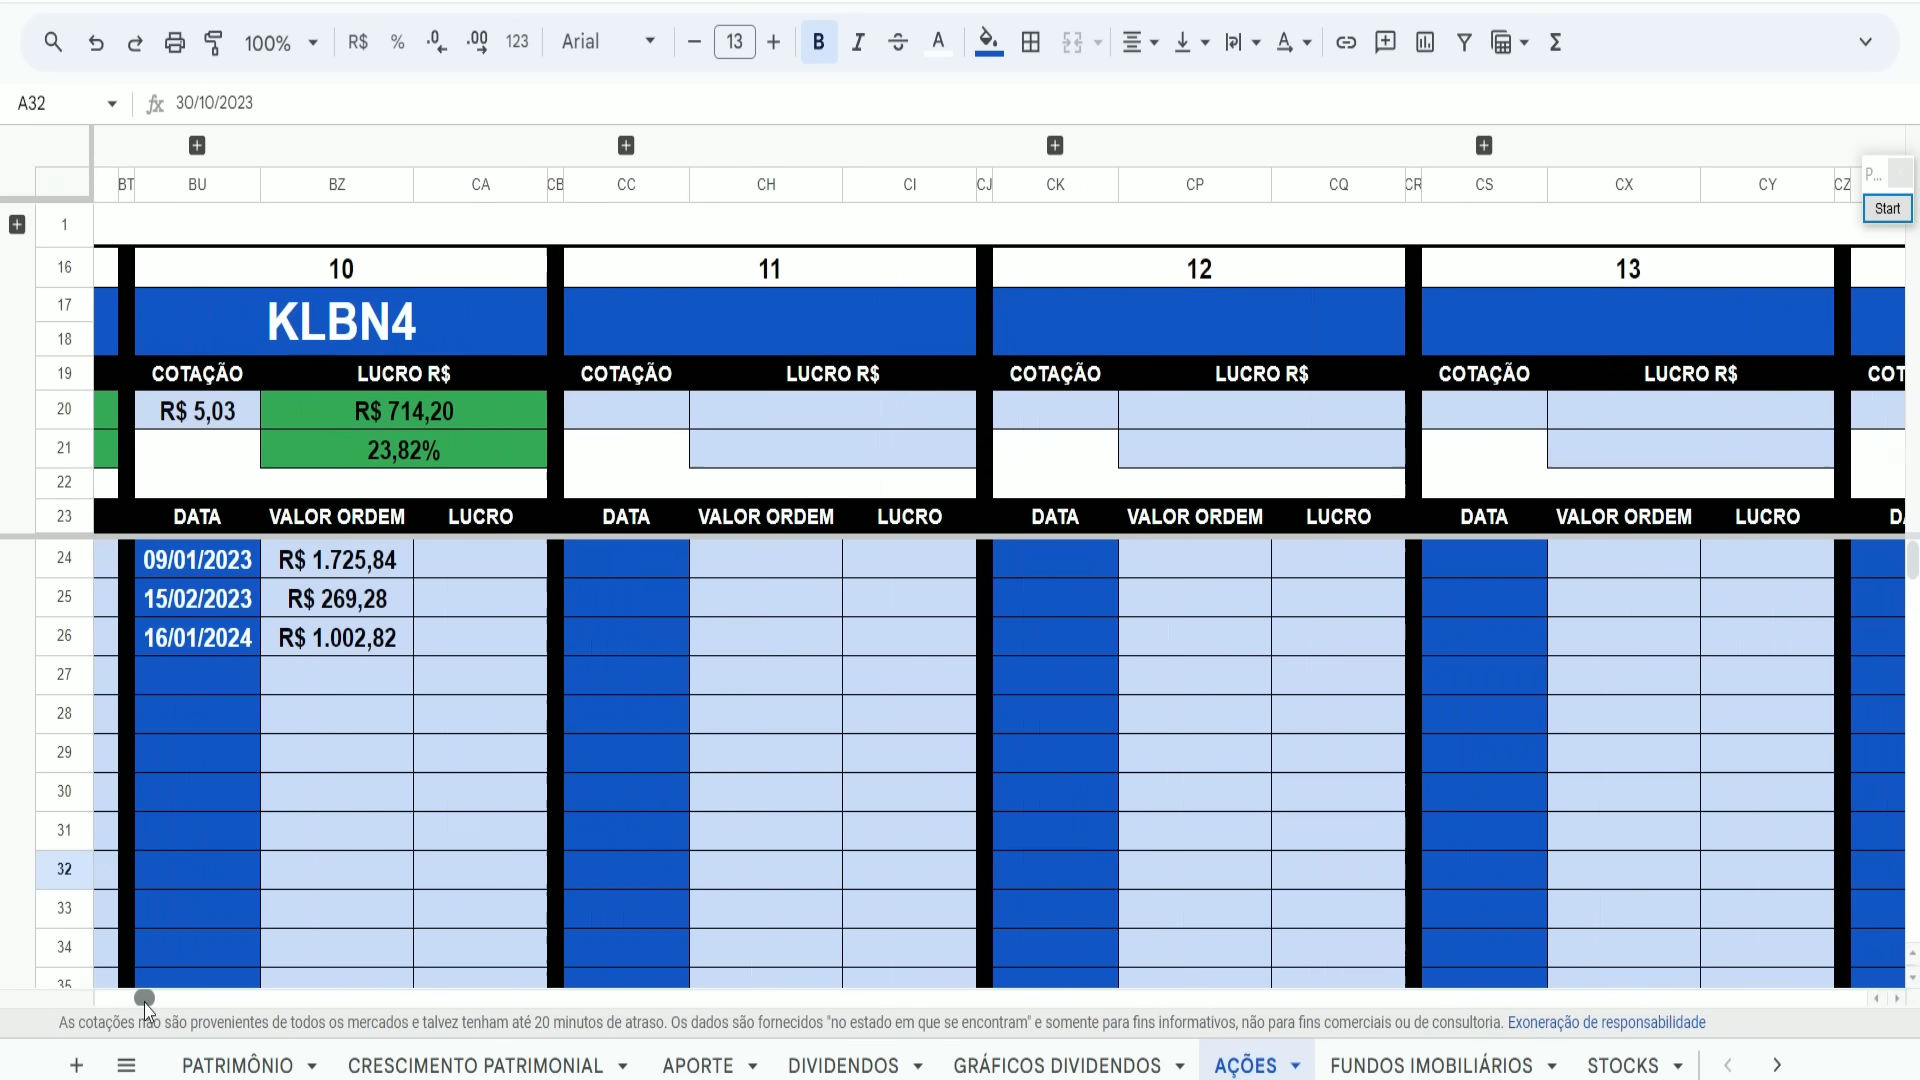 100% R$ % .0 .00 123 Arial 13 B I A
A32 fx 30/10/2023
BT BU BZ CA CB CC CH CI CJ CK CP CQ CR CS CX CY CZ P...
Start
1
16 10 11 12 13
17 KLBN4
18
19 COTAÇÃO LUCRO R$ COTAÇÃO LUCRO R$ COTAÇÃO LUCRO R$ COTAÇÃO LUCRO R$ COT
20 R$ 5,03 R$ 714,20
21 23,82%
22
23 DATA VALOR ORDEM LUCRO DATA VALOR ORDEM LUCRO DATA VALOR ORDEM LUCRO DATA VALOR ORDEM LUCRO
24 09/01/2023 R$ 1.725,84
25 15/02/2023 R$ 269,28
26 16/01/2024 R$ 1.002,82
27
28
29
30
31
32
33
34
35
As cotações não são provenientes de todos os mercados e talvez tenham até 20 minutos de atraso. Os dados são fornecidos "no estado em que se encontram" e somente para fins informativos, não para fins comerciais ou de consultoria. Exoneração de responsabilidade
PATRIMÔNIO CRESCIMENTO PATRIMONIAL APORTE DIVIDENDOS GRÁFICOS DIVIDENDOS AÇÕES FUNDOS IMOBILIÁRIOS STOCKS